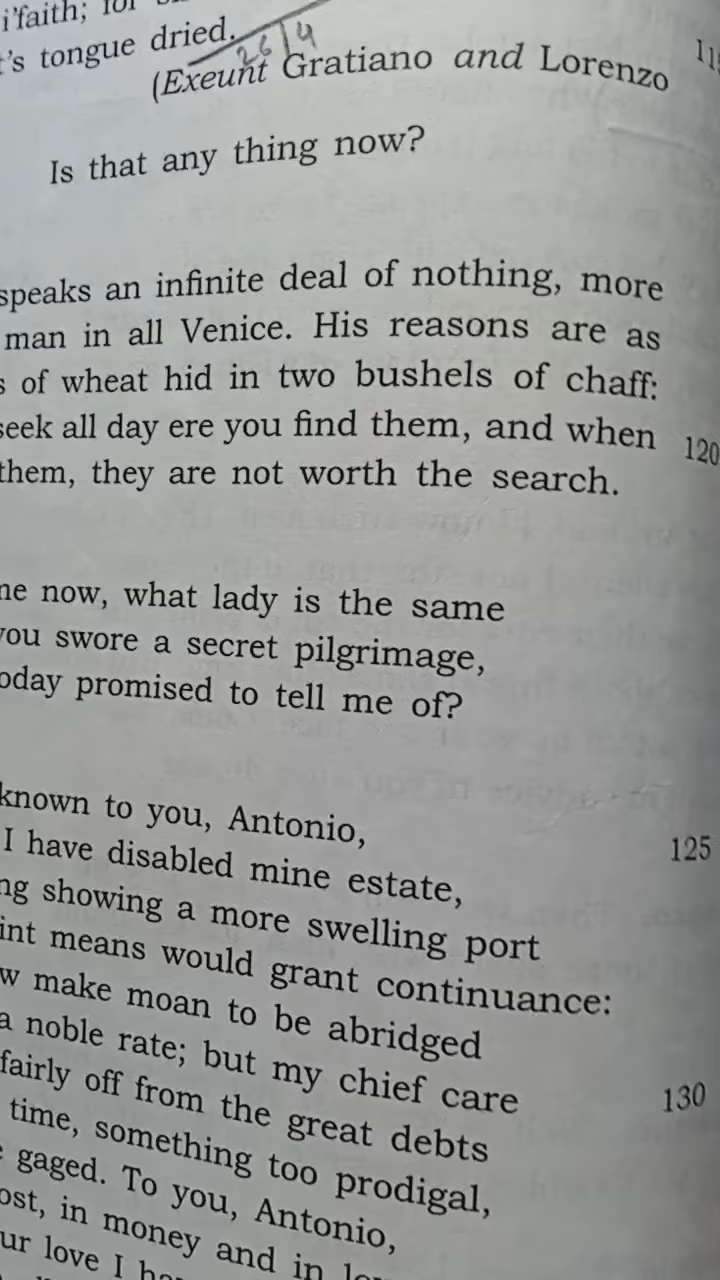 i'faith; for
's tongue dried.
26/4
(Exeunt Gratiano and Lorenzo
Is that any thing now?
speaks an infinite deal of nothing, more
man in all Venice. His reasons are as
s of wheat hid in two bushels of chaff:
seek all day ere you find them, and when 120
them, they are not worth the search.
me now, what lady is the same
you swore a secret pilgrimage,
oday promised to tell me of?
known to you, Antonio, 125
I have disabled mine estate,
ng showing a more swelling port
int means would grant continuance:
w make moan to be abridged
a noble rate; but my chief care 130
fairly off from the great debts
time, something too prodigal,
gaged. To you, Antonio,
ost, in money and in
ur love I